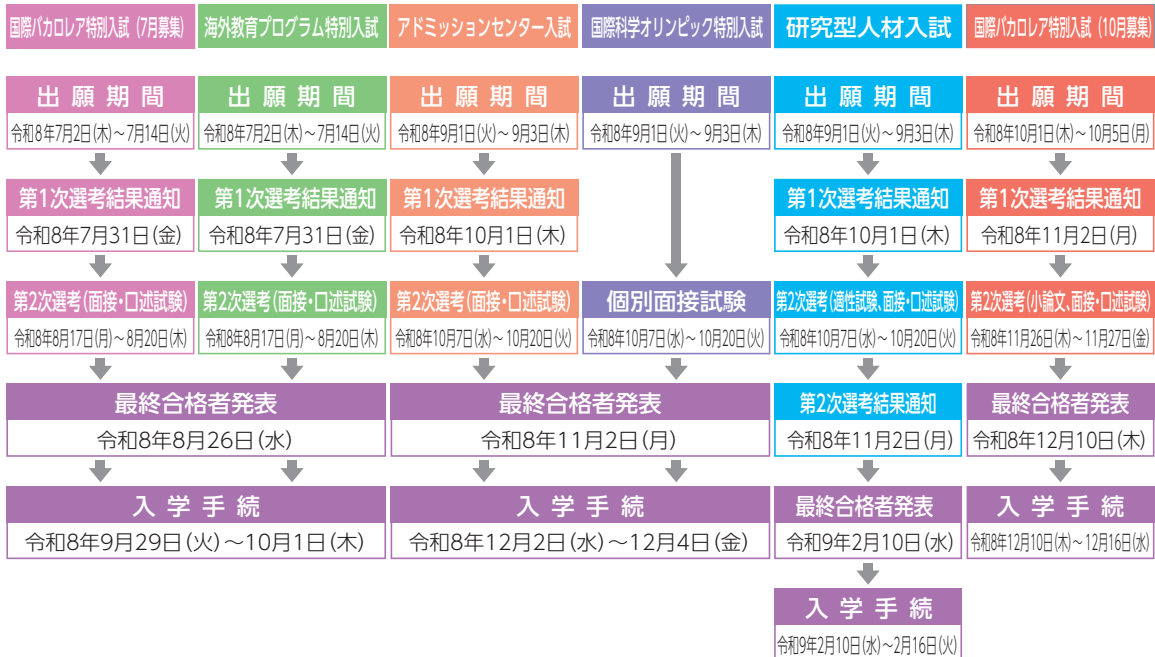 国際バカロレア特別入試(7月募集)
海外教育プログラム特別入試
アドミッションセンター入試
国際科学オリンピック特別入試
研究型人材入試
国際バカロレア特別入試(10月募集)
出願期間
出願期間
出願期間
出願期間
出願期間
出願期間
令和8年7月2日(木)~7月14日(火)
令和8年7月2日(木)~7月14日(火)
令和8年9月1日(火)~9月3日(木)
令和8年9月1日(火)~9月3日(木)
令和8年9月1日(火)~9月3日(木)
令和8年10月1日(木)~10月5日(月)
第1次選考結果通知
第1次選考結果通知
第1次選考結果通知
第1次選考結果通知
第1次選考結果通知
令和8年7月31日(金)
令和8年7月31日(金)
令和8年10月1日(木)
令和8年10月1日(木)
令和8年11月2日(月)
第2次選考(面接・口述試験)
第2次選考(面接・口述試験)
第2次選考(面接・口述試験)
個別面接試験
第2次選考(適性試験、面接・口述試験)
第2次選考(小論文、面接・口述試験)
令和8年8月17日(月)~8月20日(木)
令和8年8月17日(月)~8月20日(木)
令和8年10月7日(水)~10月20日(火)
令和8年10月7日(水)~10月20日(火)
令和8年10月7日(水)~10月20日(火)
令和8年11月26日(木)~11月27日(金)
最終合格者発表
最終合格者発表
第2次選考結果通知
最終合格者発表
令和8年8月26日(水)
令和8年11月2日(月)
令和8年11月2日(月)
令和8年12月10日(木)
入学手続
入学手続
最終合格者発表
入学手続
令和8年9月29日(火)~10月1日(木)
令和8年12月2日(水)~12月4日(金)
令和9年2月10日(水)
令和8年12月10日(木)~12月16日(水)
入学手続
令和9年2月10日(水)~2月16日(火)